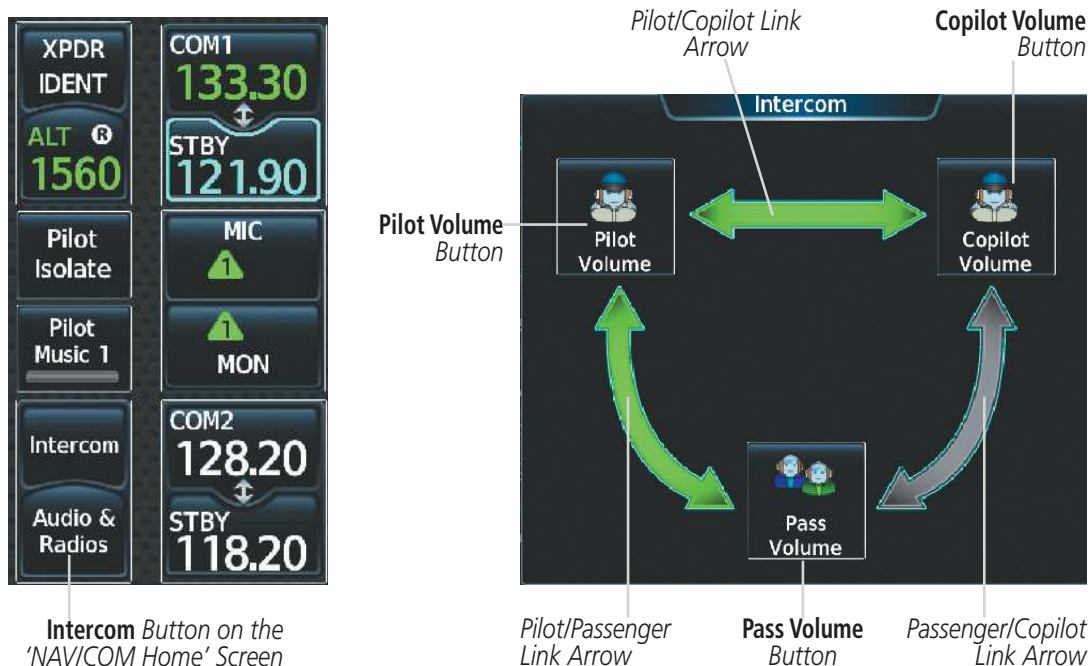 XPDR
IDENT
ALT R
1560
Pilot
Isolate
Pilot
Music 1
Intercom
Audio &
Radios
COM1
133.30
STBY
121.90
MIC
1
1
MON
COM2
128.20
STBY
118.20
Intercom Button on the
'NAV/COM Home' Screen
Pilot/Copilot Link
Arrow
Copilot Volume
Button
Intercom
Pilot Volume
Button
Pilot
Volume
Copilot
Volume
Pass
Volume
Pilot/Passenger
Link Arrow
Pass Volume
Button
Passenger/Copilot
Link Arrow